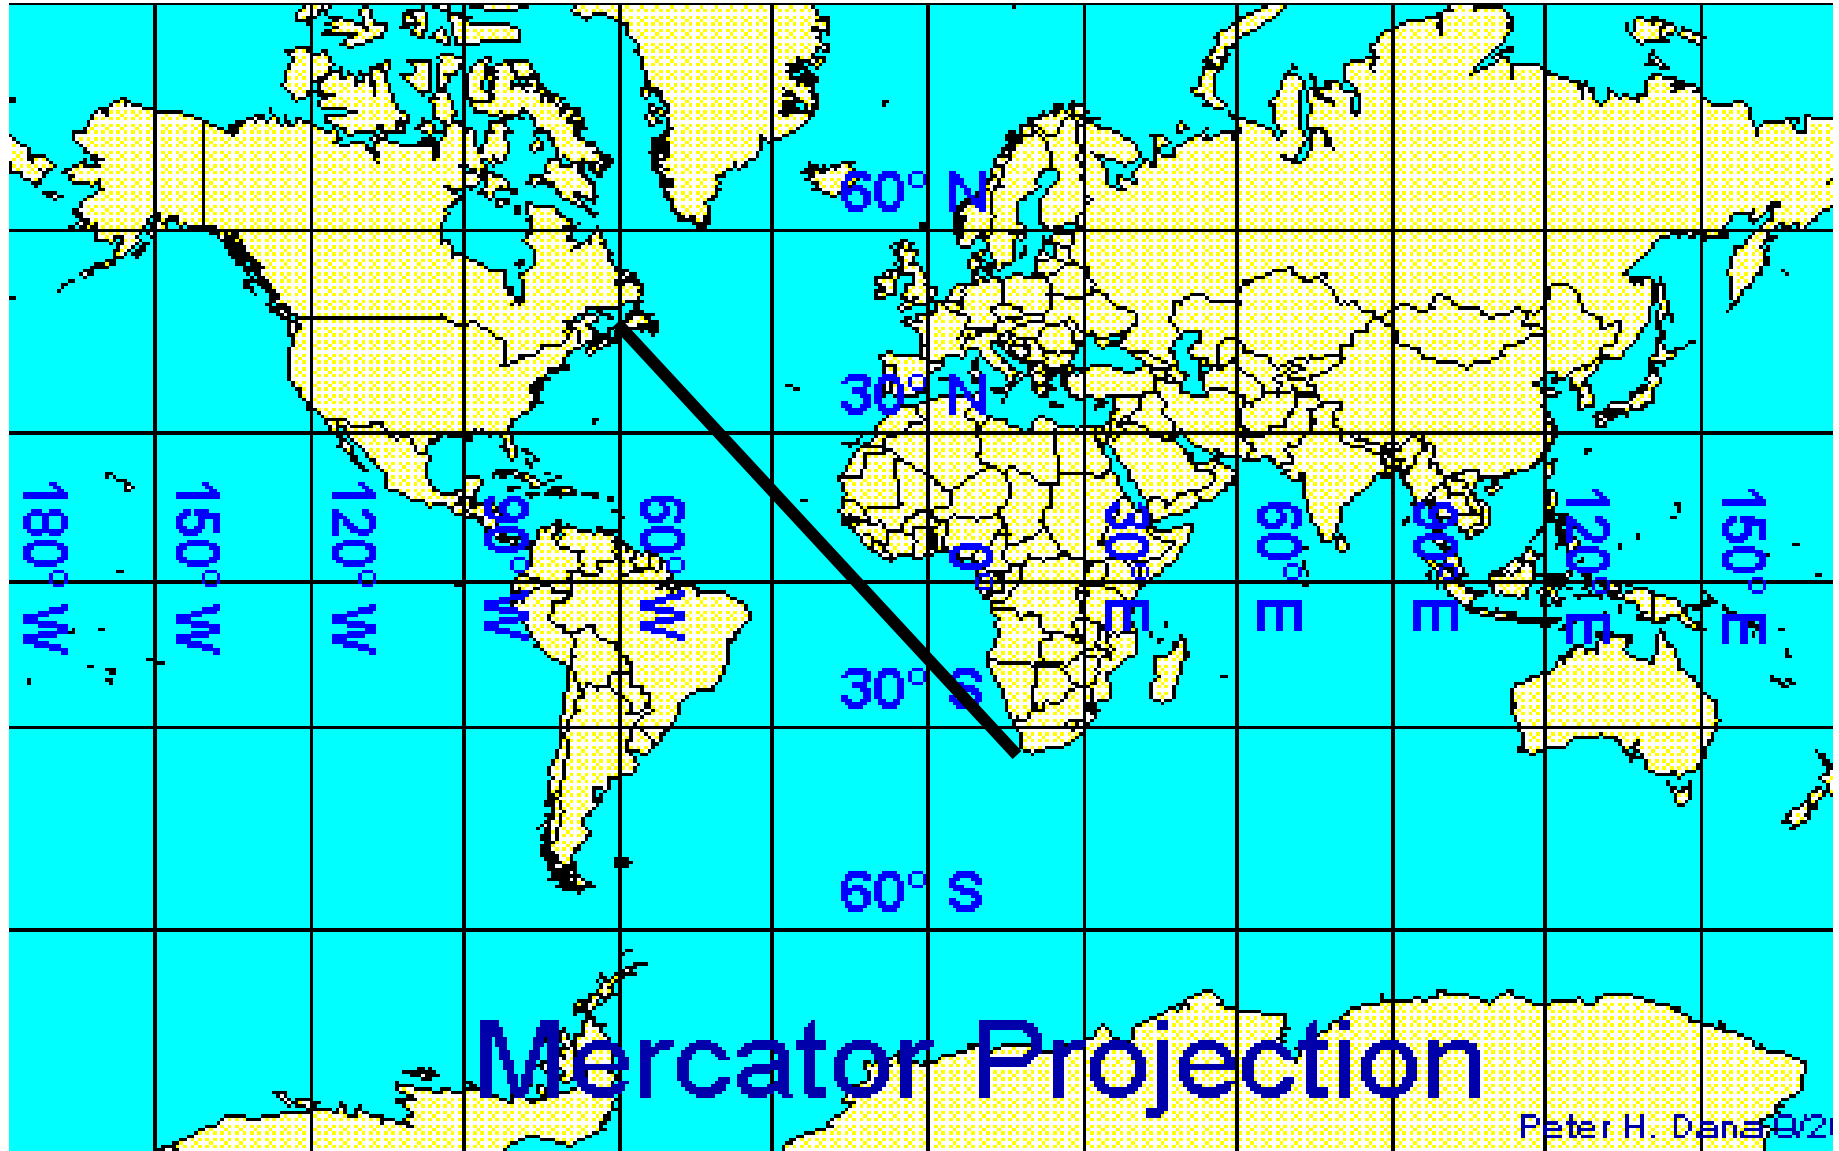 60° N
30° N
180° W
150° W
120° W
90° W
60° W
0°
30° E
60° E
90° E
120° E
150° E
30° S
60° S
Mercator Projection
Peter H. Dana